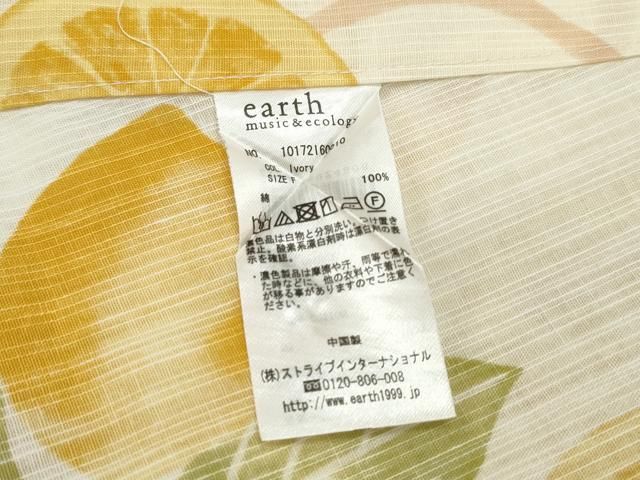 earth
music&ecology
NO. 10172160
COL Ivory
SIZE F
綿 100%
F
濃色品は白物と分別洗い。つけ置き
禁止。酸素系漂白剤時は漂白剤の表
示を確認。
・濃色製品は摩擦や汗、雨等で濡れ
た時などに、他の衣料や下着に色
が移る事がありますのでご注意く
ださい。
中国製
(株)ストライプインターナショナル
0120-806-008
http://www.earth1999.jp